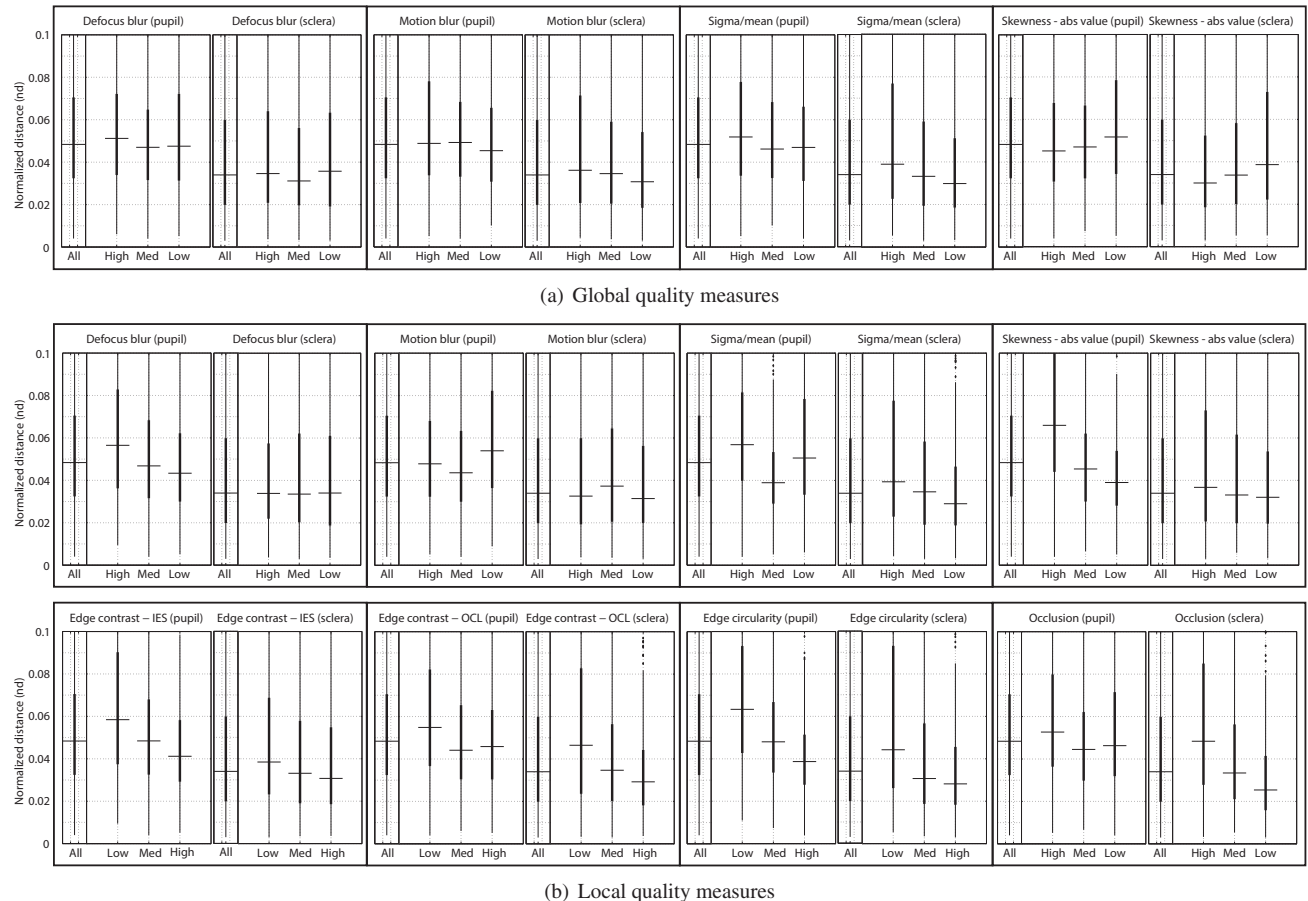 Defocus blur (pupil) Defocus blur (sclera) Motion blur (pupil) Motion blur (sclera) Sigma/mean (pupil) Sigma/mean (sclera) Skewness - abs value (pupil) Skewness - abs value (sclera)
0.1
0.08
0.06
0.04
0.02
0
Normalized distance (nd)
All High Med Low All High Med Low All High Med Low All High Med Low All High Med Low All High Med Low All High Med Low All High Med Low
(a) Global quality measures
Defocus blur (pupil) Defocus blur (sclera) Motion blur (pupil) Motion blur (sclera) Sigma/mean (pupil) Sigma/mean (sclera) Skewness - abs value (pupil) Skewness - abs value (sclera)
0.1
0.08
0.06
0.04
0.02
0
Normalized distance (nd)
All High Med Low All High Med Low All High Med Low All High Med Low All High Med Low All High Med Low All High Med Low All High Med Low
Edge contrast – IES (pupil) Edge contrast – IES (sclera) Edge contrast – OCL (pupil) Edge contrast – OCL (sclera) Edge circularity (pupil) Edge circularity (sclera) Occlusion (pupil) Occlusion (sclera)
0.1
0.08
0.06
0.04
0.02
0
Normalized distance (nd)
All Low Med High All Low Med High All Low Med High All Low Med High All Low Med High All Low Med High All High Med Low All High Med Low
(b) Local quality measures